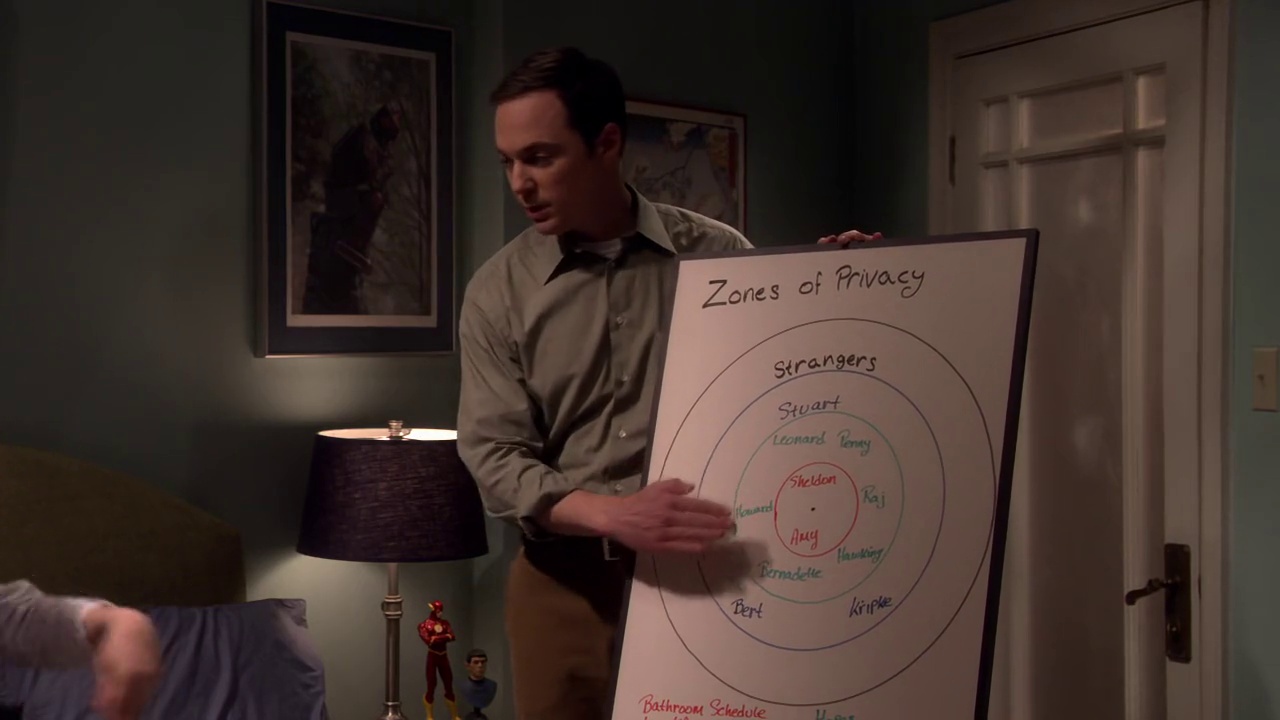 Zones of Privacy
Strangers
Stuart
Leonard Penny
Sheldon
Howard Raj
Amy
Hawking
Bernadette
Bert Kripke
Bathroom Schedule